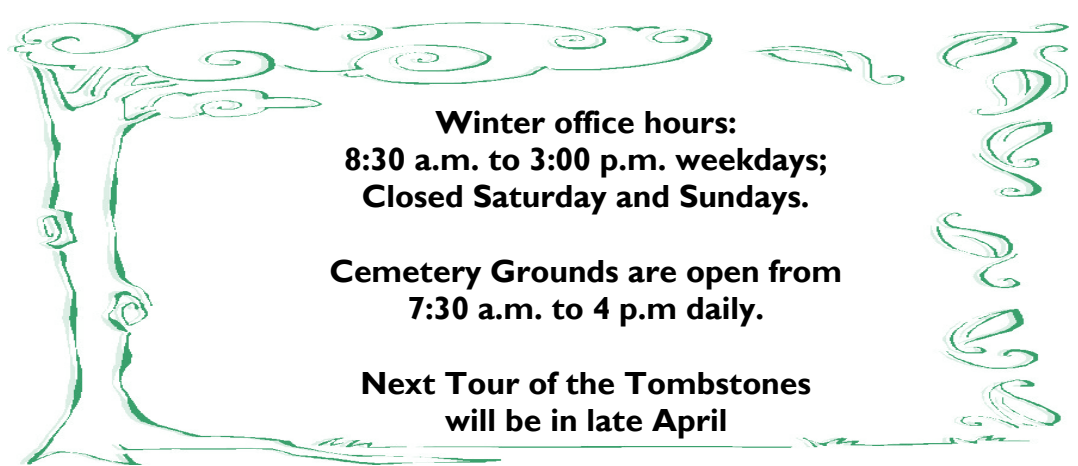 Winter office hours:
8:30 a.m. to 3:00 p.m. weekdays;
Closed Saturday and Sundays.
Cemetery Grounds are open from
7:30 a.m. to 4 p.m daily.
Next Tour of the Tombstones
will be in late April